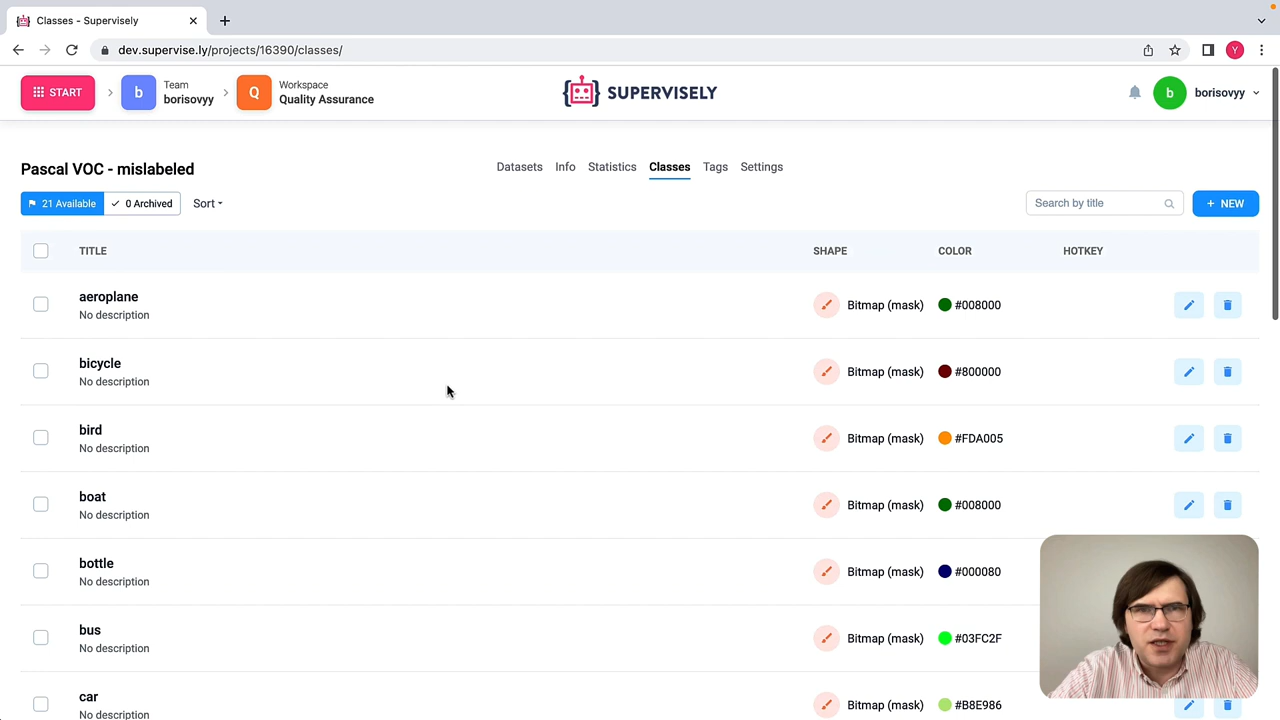 Classes - Supervisely
dev.supervise.ly/projects/16390/classes/
Y
START
b
Team
borisovyy
Q
Workspace
Quality Assurance
SUPERVISELY
b
borisovyy
Pascal VOC - mislabeled
Datasets
Info
Statistics
Classes
Tags
Settings
21 Available
0 Archived
Sort
Search by title
+ NEW
TITLE
SHAPE
COLOR
HOTKEY
aeroplane
No description
Bitmap (mask)
#008000
bicycle
No description
Bitmap (mask)
#800000
bird
No description
Bitmap (mask)
#FDA005
boat
No description
Bitmap (mask)
#008000
bottle
No description
Bitmap (mask)
#000080
bus
No description
Bitmap (mask)
#03FC2F
car
No description
Bitmap (mask)
#B8E986